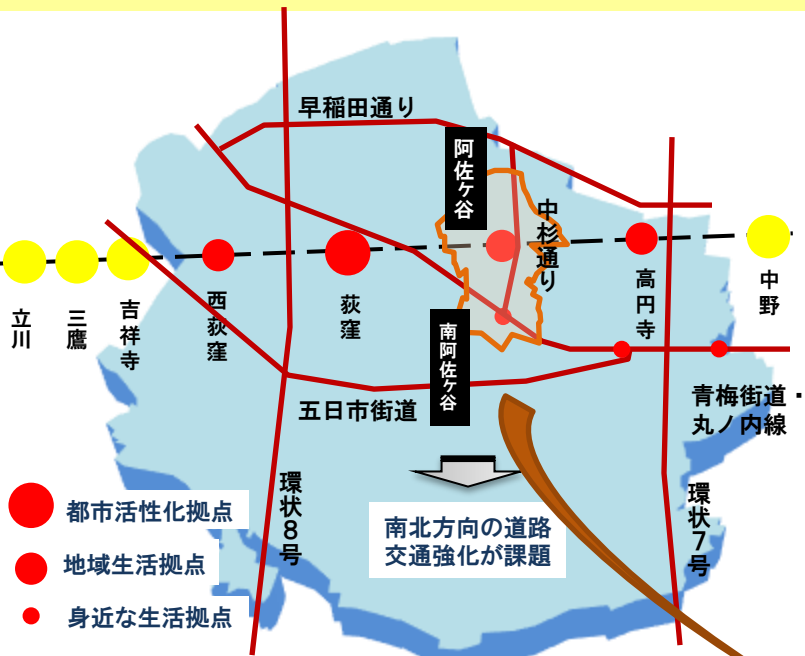 早稲田通り
阿佐ヶ谷
中杉通り
立川
三鷹
吉祥寺
西荻窪
荻窪
高円寺
中野
南阿佐ヶ谷
五日市街道
青梅街道・
丸ノ内線
環状8号
環状7号
南北方向の道路
交通強化が課題
都市活性化拠点
地域生活拠点
身近な生活拠点